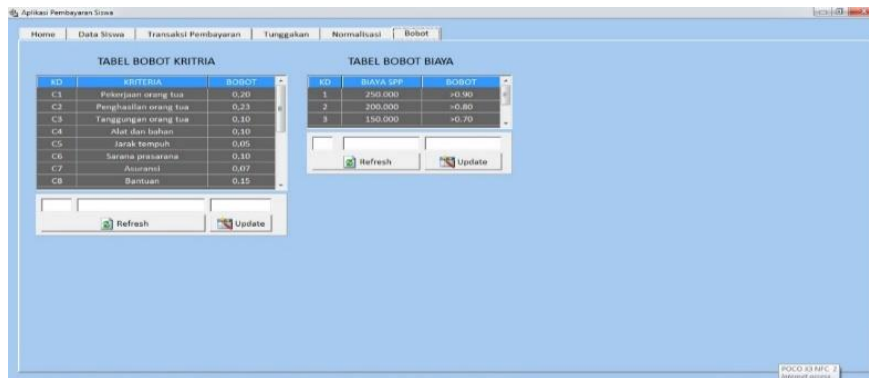 Aplikasi Pembayaran Siswa
Home Data Siswa Transaksi Pembayaran Tunggakan Normalisasi Bobot
TABEL BOBOT KRITRIA
KD KRITERIA BOBOT
C1 Pekerjaan orang tua 0,20
C2 Penghasilan orang tua 0,23
C3 Tanggungan orang tua 0,10
C4 Alat dan bahan 0,10
C5 Jarak tempuh 0,05
C6 Sarana prasarana 0,10
C7 Asuransi 0,07
C8 Bantuan 0,15
Refresh Update
TABEL BOBOT BIAYA
KD BIAYA SPP BOBOT
1 250.000 >0.90
2 200.000 >0.80
3 150.000 >0.70
Refresh Update
POCO X3 NFC 2
Internet access